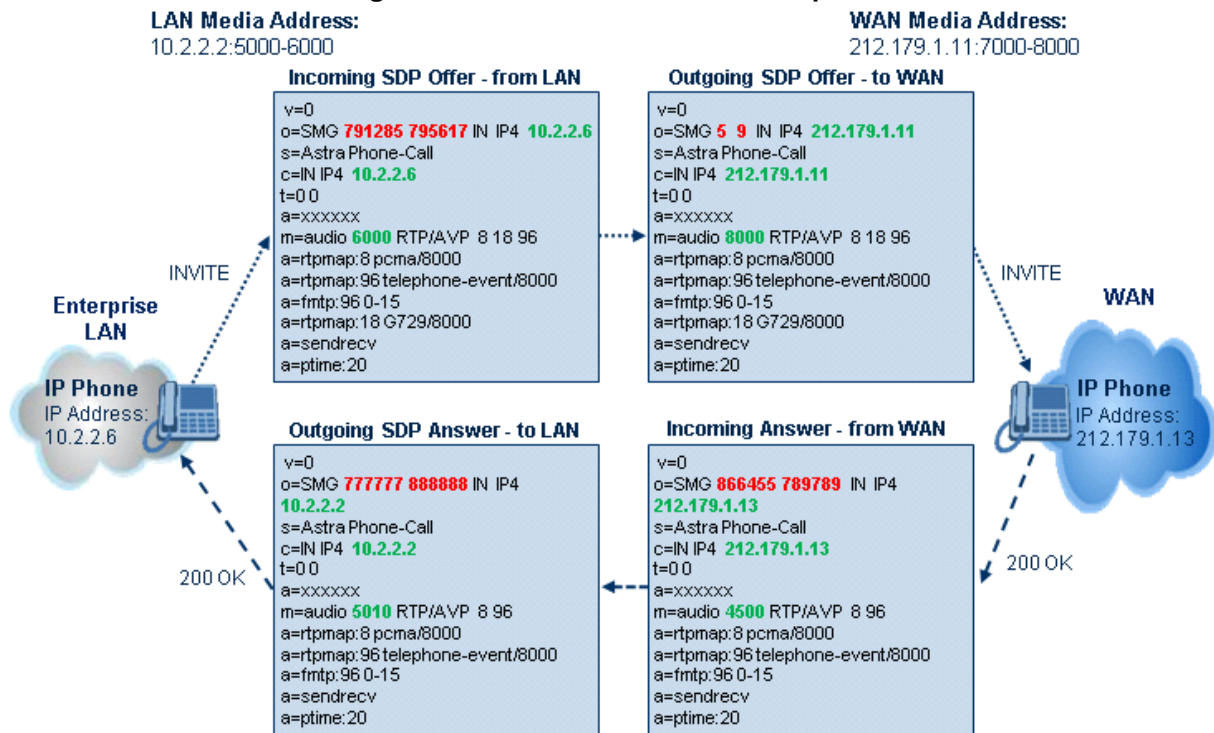 LAN Media Address:
10.2.2.2:5000-6000
WAN Media Address:
212.179.1.11:7000-8000
Incoming SDP Offer - from LAN
v=0
o=SMG 791285 795617 IN IP4 10.2.2.6
s=Astra Phone-Call
c=IN IP4 10.2.2.6
t=0 0
a=xxxxxx
m=audio 6000 RTP/AVP 8 18 96
a=rtpmap:8 pcma/8000
a=rtpmap:96 telephone-event/8000
a=fmtp:96 0-15
a=rtpmap:18 G729/8000
a=sendrecv
a=ptime:20
Outgoing SDP Offer - to WAN
v=0
o=SMG 5 9 IN IP4 212.179.1.11
s=Astra Phone-Call
c=IN IP4 212.179.1.11
t=0 0
a=xxxxxx
m=audio 8000 RTP/AVP 8 18 96
a=rtpmap:8 pcma/8000
a=rtpmap:96 telephone-event/8000
a=fmtp:96 0-15
a=rtpmap:18 G729/8000
a=sendrecv
a=ptime:20
INVITE
INVITE
Enterprise
LAN
IP Phone
IP Address:
10.2.2.6
WAN
IP Phone
IP Address:
212.179.1.13
Outgoing SDP Answer - to LAN
v=0
o=SMG 777777 888888 IN IP4
10.2.2.2
s=Astra Phone-Call
c=IN IP4 10.2.2.2
t=0 0
a=xxxxxx
m=audio 5010 RTP/AVP 8 96
a=rtpmap:8 pcma/8000
a=rtpmap:96 telephone-event/8000
a=fmtp:96 0-15
a=sendrecv
a=ptime:20
Incoming Answer - from WAN
v=0
o=SMG 866455 789789 IN IP4
212.179.1.13
s=Astra Phone-Call
c=IN IP4 212.179.1.13
t=0 0
a=xxxxxx
m=audio 4500 RTP/AVP 8 96
a=rtpmap:8 pcma/8000
a=rtpmap:96 telephone-event/8000
a=fmtp:96 0-15
a=sendrecv
a=ptime:20
200 OK
200 OK